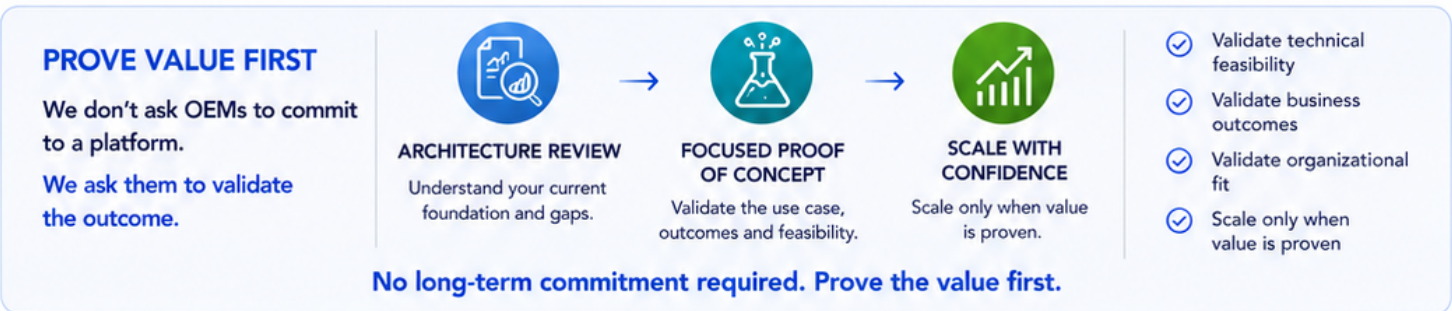 PROVE VALUE FIRST
We don't ask OEMs to commit
to a platform.
We ask them to validate
the outcome.
ARCHITECTURE REVIEW
Understand your current
foundation and gaps.
FOCUSED PROOF
OF CONCEPT
Validate the use case,
outcomes and feasibility.
SCALE WITH
CONFIDENCE
Scale only when value
is proven.
Validate technical
feasibility
Validate business
outcomes
Validate organizational
fit
Scale only when
value is proven
No long-term commitment required. Prove the value first.